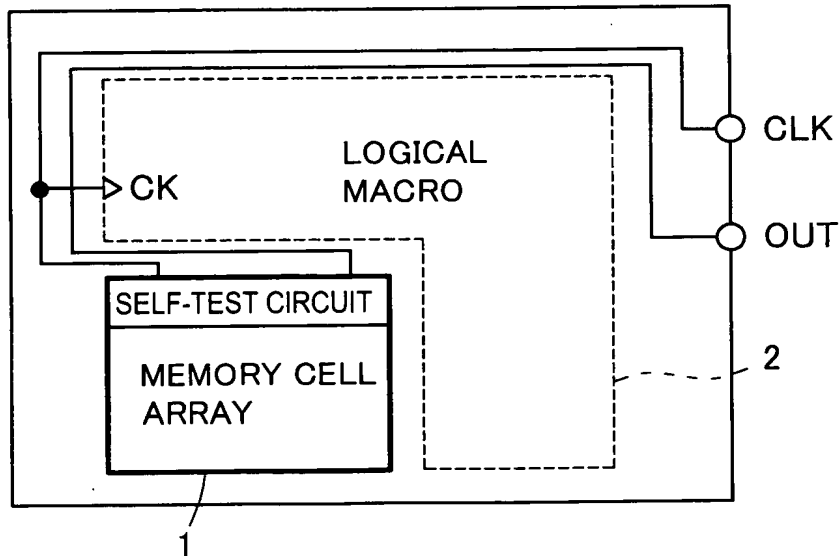 CLK
LOGICAL
MACRO
CK
OUT
SELF-TEST CIRCUIT
MEMORY CELL
ARRAY
2
1